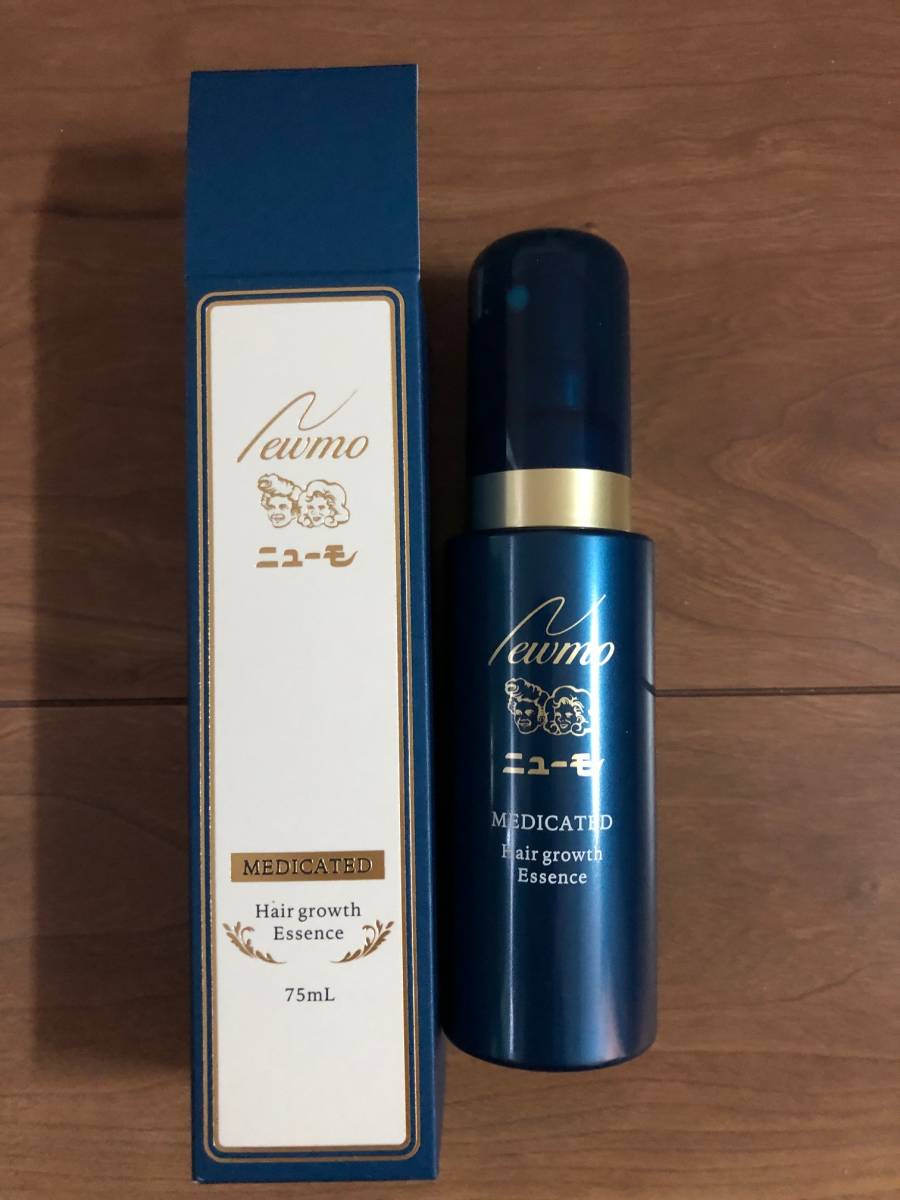 Newmo
ニューモ
MEDICATED
Hair growth
Essence
75mL
Newmo
ニューモ
MEDICATED
Hair growth
Essence